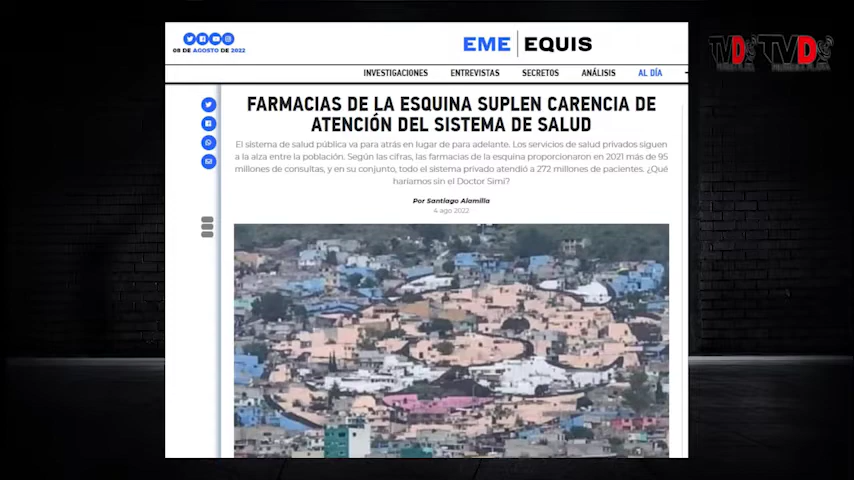 08 DE AGOSTO DE 2022
EME EQUIS
INVESTIGACIONES ENTREVISTAS SECRETOS ANÁLISIS AL DÍA
FARMACIAS DE LA ESQUINA SUPLEN CARENCIA DE
ATENCIÓN DEL SISTEMA DE SALUD
El sistema de salud pública va para atrás en lugar de para adelante. Los servicios de salud privados siguen
a la alza entre la población. Según las cifras, las farmacias de la esquina proporcionaron en 2021 más de 95
millones de consultas, y en su conjunto, todo el sistema privado atendió a 272 millones de pacientes. ¿Qué
haríamos sin el Doctor Simi?
Por Santiago Alamilla
4 ago 2022
TVD TVD